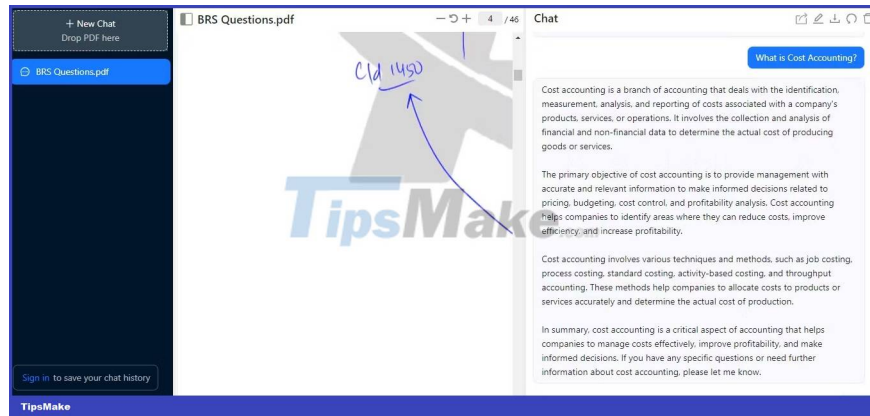 + New Chat
Drop PDF here
BRS Questions.pdf
Sign in to save your chat history
BRS Questions.pdf
4 / 46
C/d 1450
TipsMake
.com
Chat
What is Cost Accounting?
Cost accounting is a branch of accounting that deals with the identification,
measurement, analysis, and reporting of costs associated with a company's
products, services, or operations. It involves the collection and analysis of
financial and non-financial data to determine the actual cost of producing
goods or services.
The primary objective of cost accounting is to provide management with
accurate and relevant information to make informed decisions related to
pricing, budgeting, cost control, and profitability analysis. Cost accounting
helps companies to identify areas where they can reduce costs, improve
efficiency, and increase profitability.
Cost accounting involves various techniques and methods, such as job costing,
process costing, standard costing, activity-based costing, and throughput
accounting. These methods help companies to allocate costs to products or
services accurately and determine the actual cost of production.
In summary, cost accounting is a critical aspect of accounting that helps
companies to manage costs effectively, improve profitability, and make
informed decisions. If you have any specific questions or need further
information about cost accounting, please let me know.
TipsMake